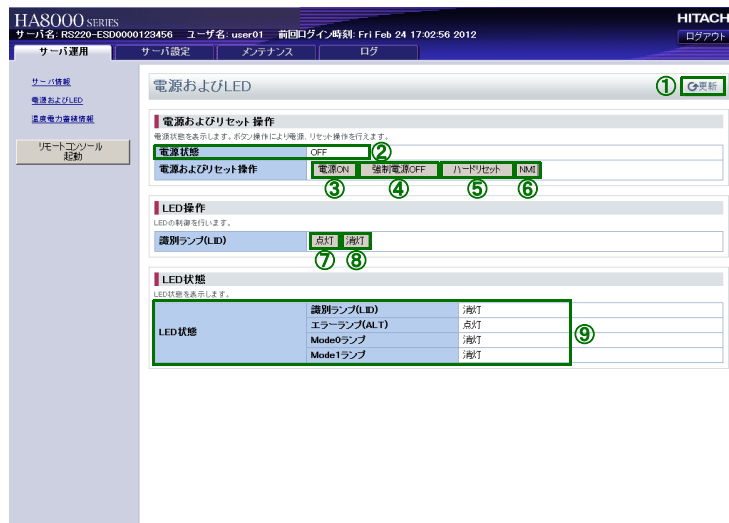 HA8000 SERIES
HITACHI
サーバ名: RS220-ESD0000123456 ユーザ名: user01 前回ログイン時刻: Fri Feb 24 17:02:56 2012
ログアウト
サーバ運用 サーバ設定 メンテナンス ログ
サーバ情報
電源およびLED
温度電力蓄積情報
リモートコンソール
起動
電源およびLED
① 更新
電源およびリセット操作
電源状態を表示します。ボタン操作により電源、リセット操作を行えます。
電源状態 OFF ②
電源およびリセット操作 電源ON 強制電源OFF ハードリセット NMI
③ ④ ⑤ ⑥
LED操作
LEDの制御を行います。
識別ランプ(LID) 点灯 消灯
⑦ ⑧
LED状態
LED状態を表示します。
LED状態
識別ランプ(LID) 消灯
エラーランプ(ALT) 点灯
Mode0ランプ 消灯
Mode1ランプ 消灯
⑨